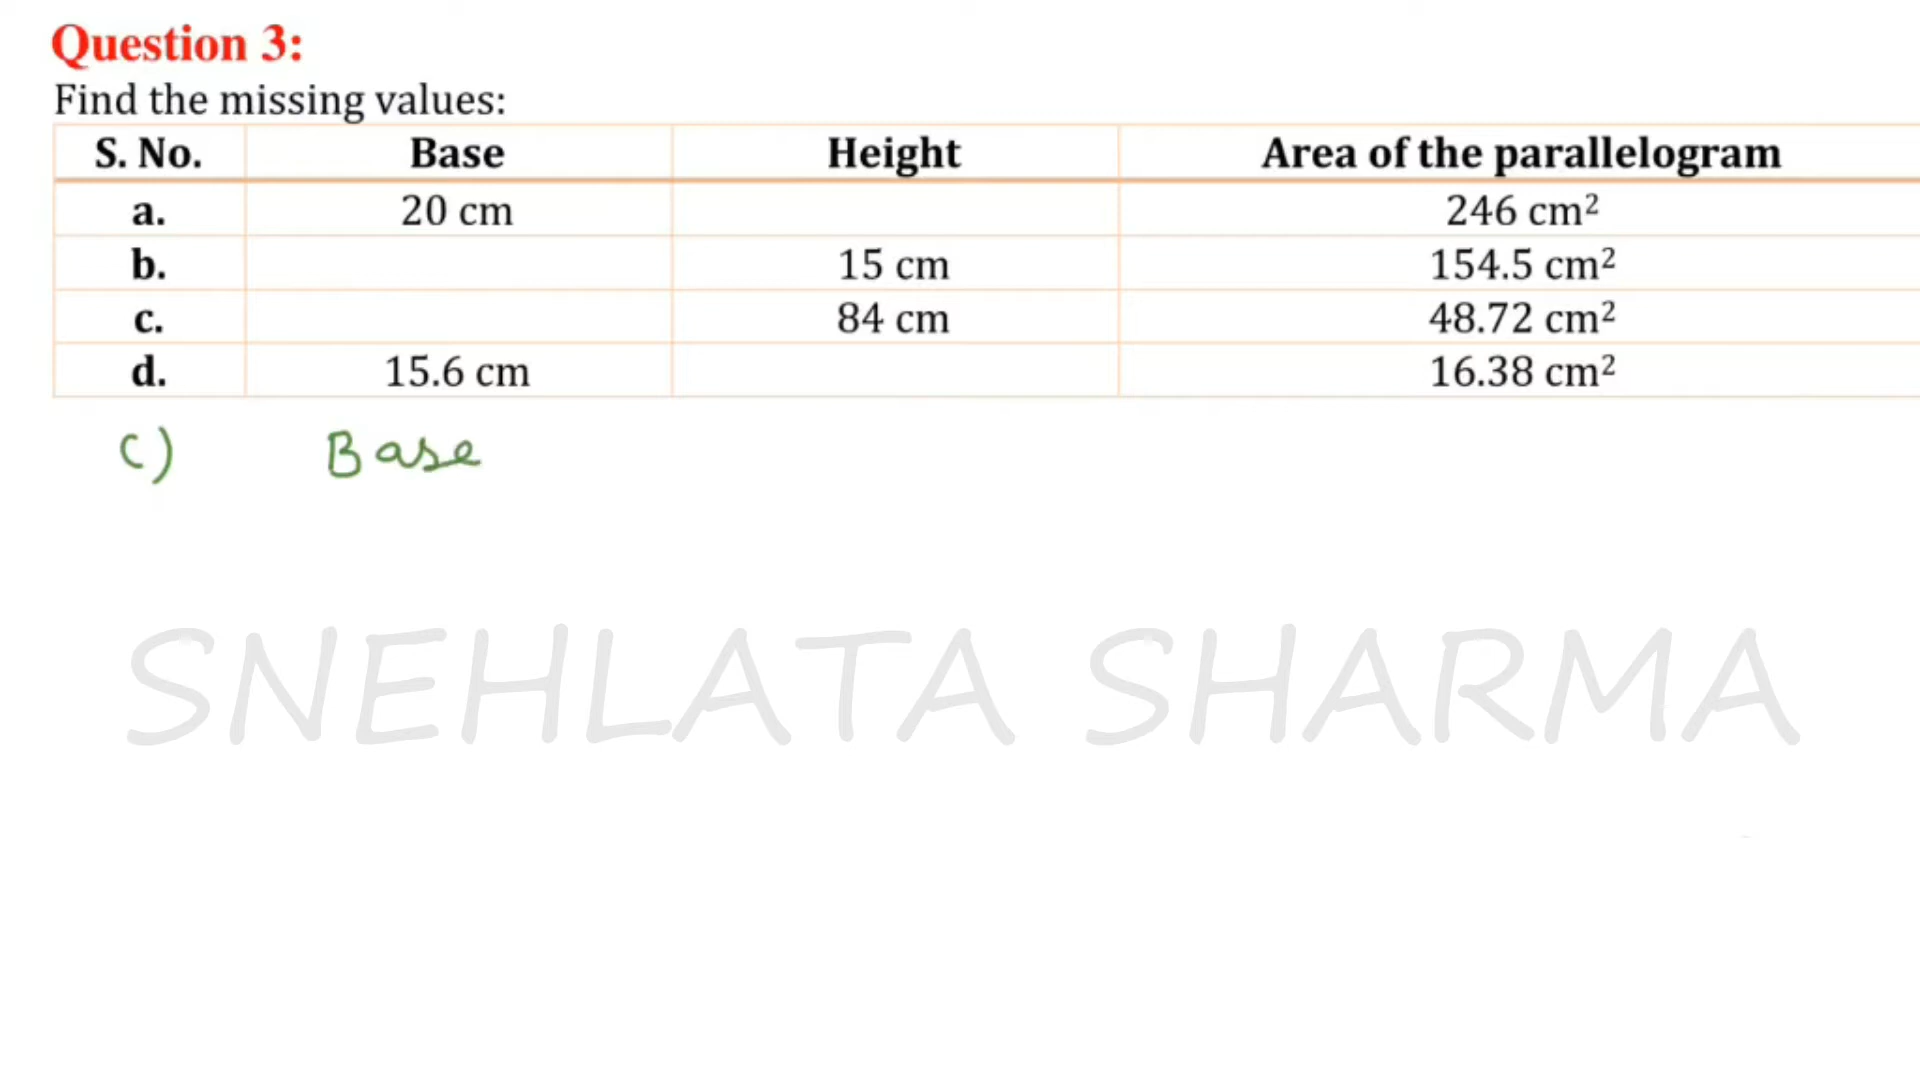 Question 3:
Find the missing values:
S. No. Base Height Area of the parallelogram
a. 20 cm 246 cm²
b. 15 cm 154.5 cm²
c. 84 cm 48.72 cm²
d. 15.6 cm 16.38 cm²
c) Base
SNEHLATA SHARMA